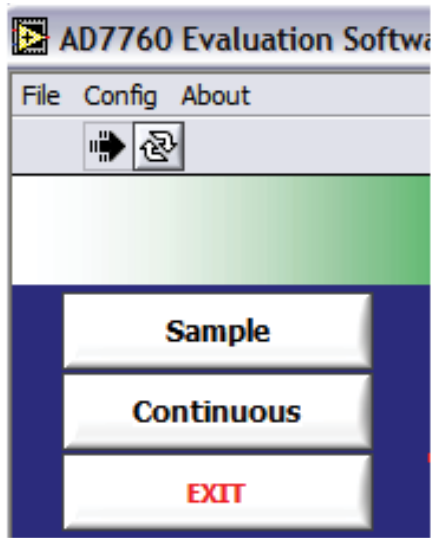 AD7760 Evaluation Softwa
File Config About
Sample
Continuous
EXIT